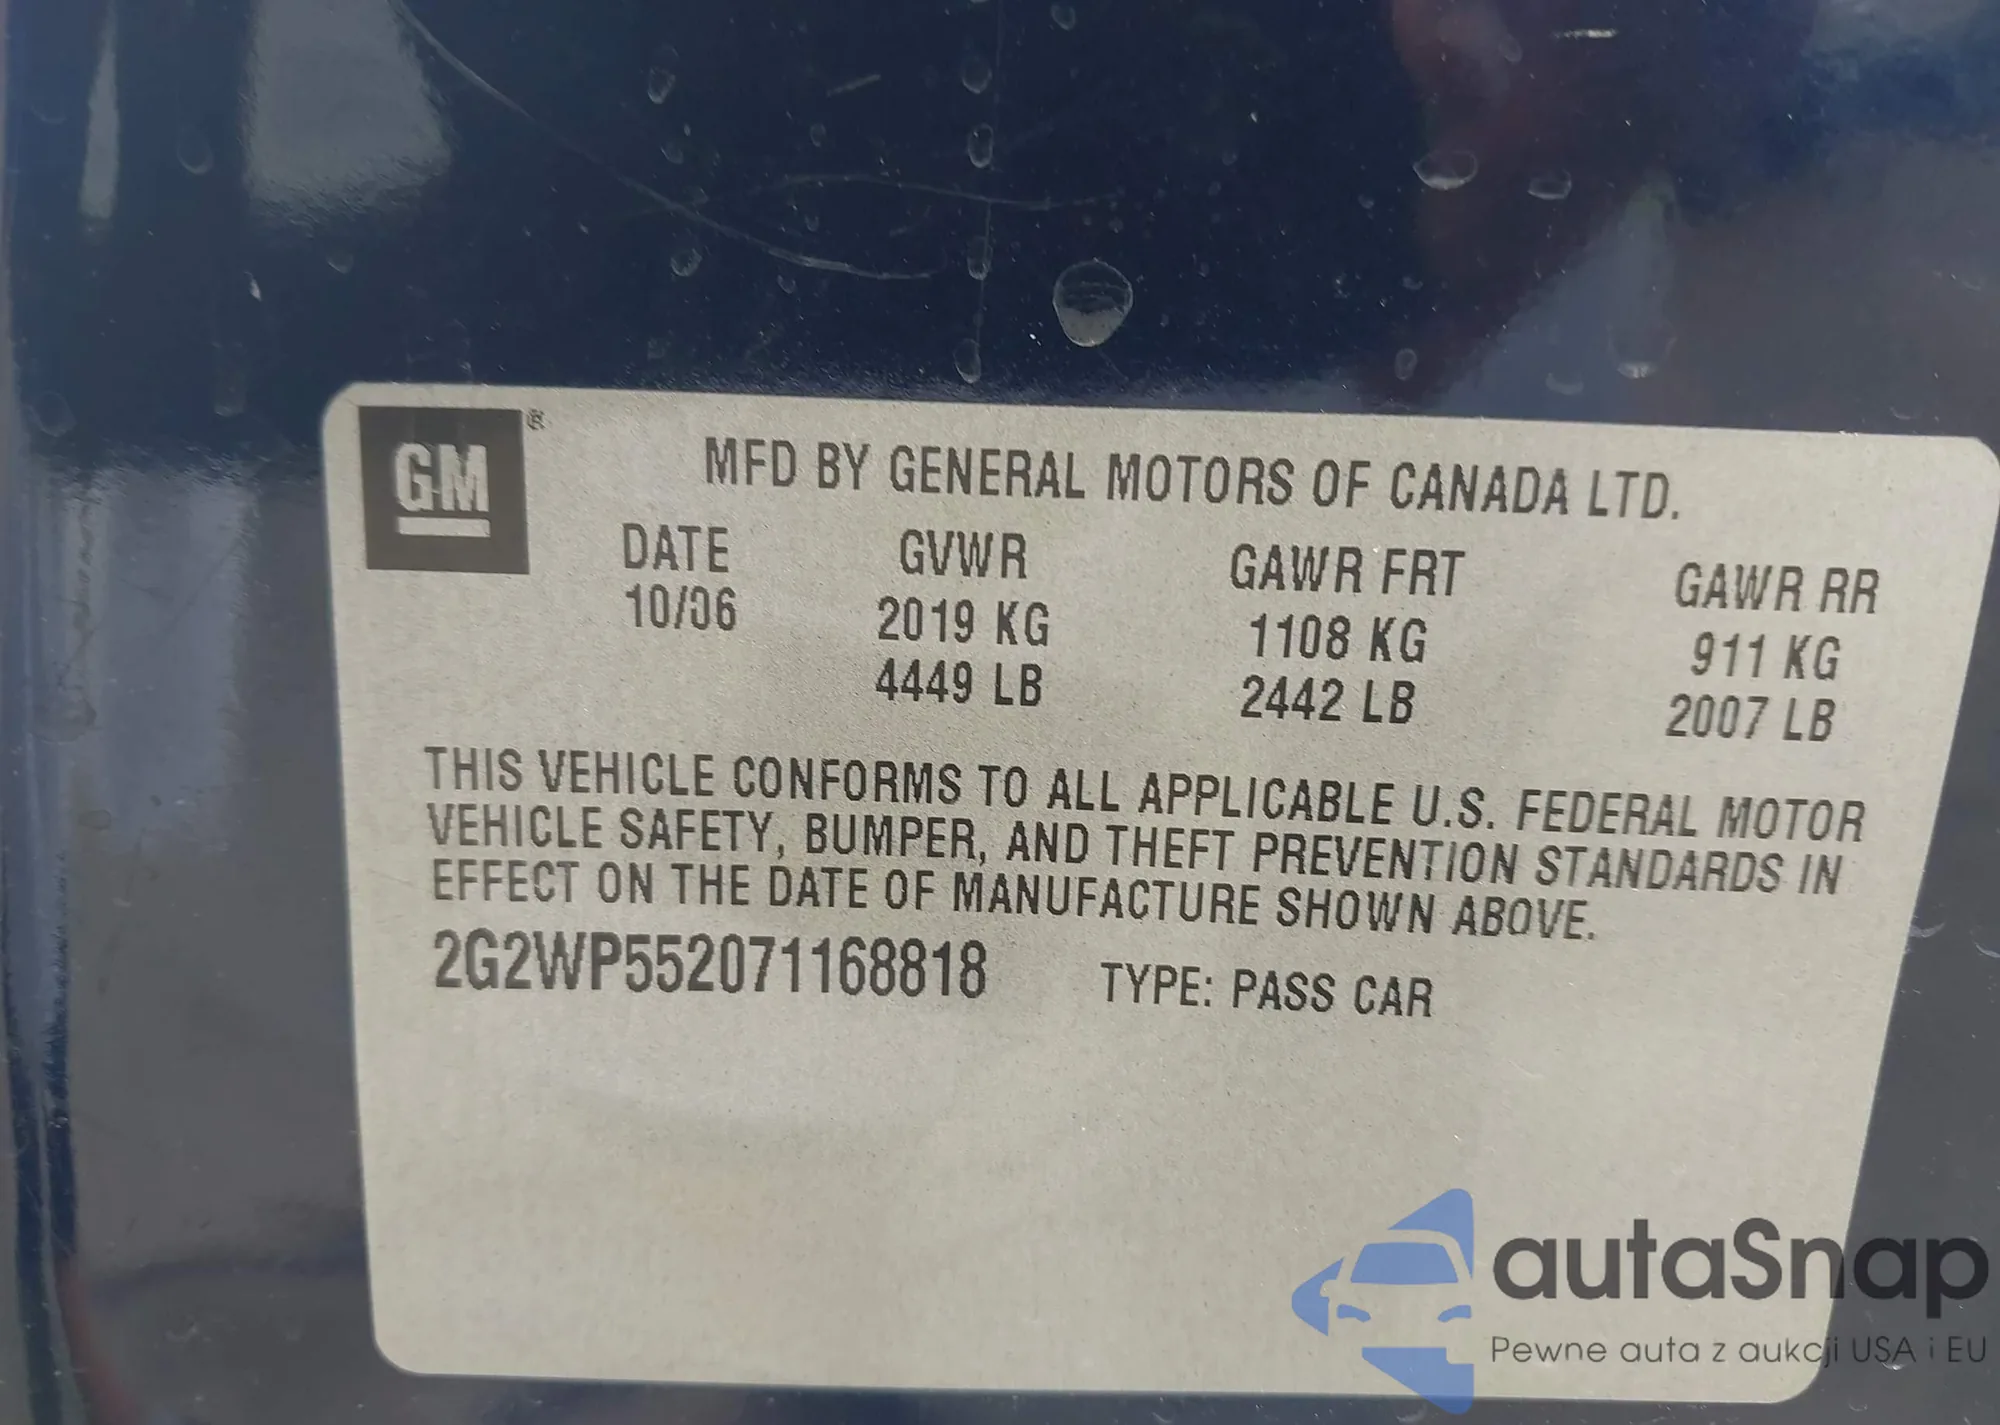 GM®
MFD BY GENERAL MOTORS OF CANADA LTD.
DATE GVWR GAWR FRT GAWR RR
10/06 2019 KG 1108 KG 911 KG
4449 LB 2442 LB 2007 LB
THIS VEHICLE CONFORMS TO ALL APPLICABLE U.S. FEDERAL MOTOR
VEHICLE SAFETY, BUMPER, AND THEFT PREVENTION STANDARDS IN
EFFECT ON THE DATE OF MANUFACTURE SHOWN ABOVE.
2G2WP552071168818 TYPE: PASS CAR
autaSnap
Pewne auta z aukcji USA i EU